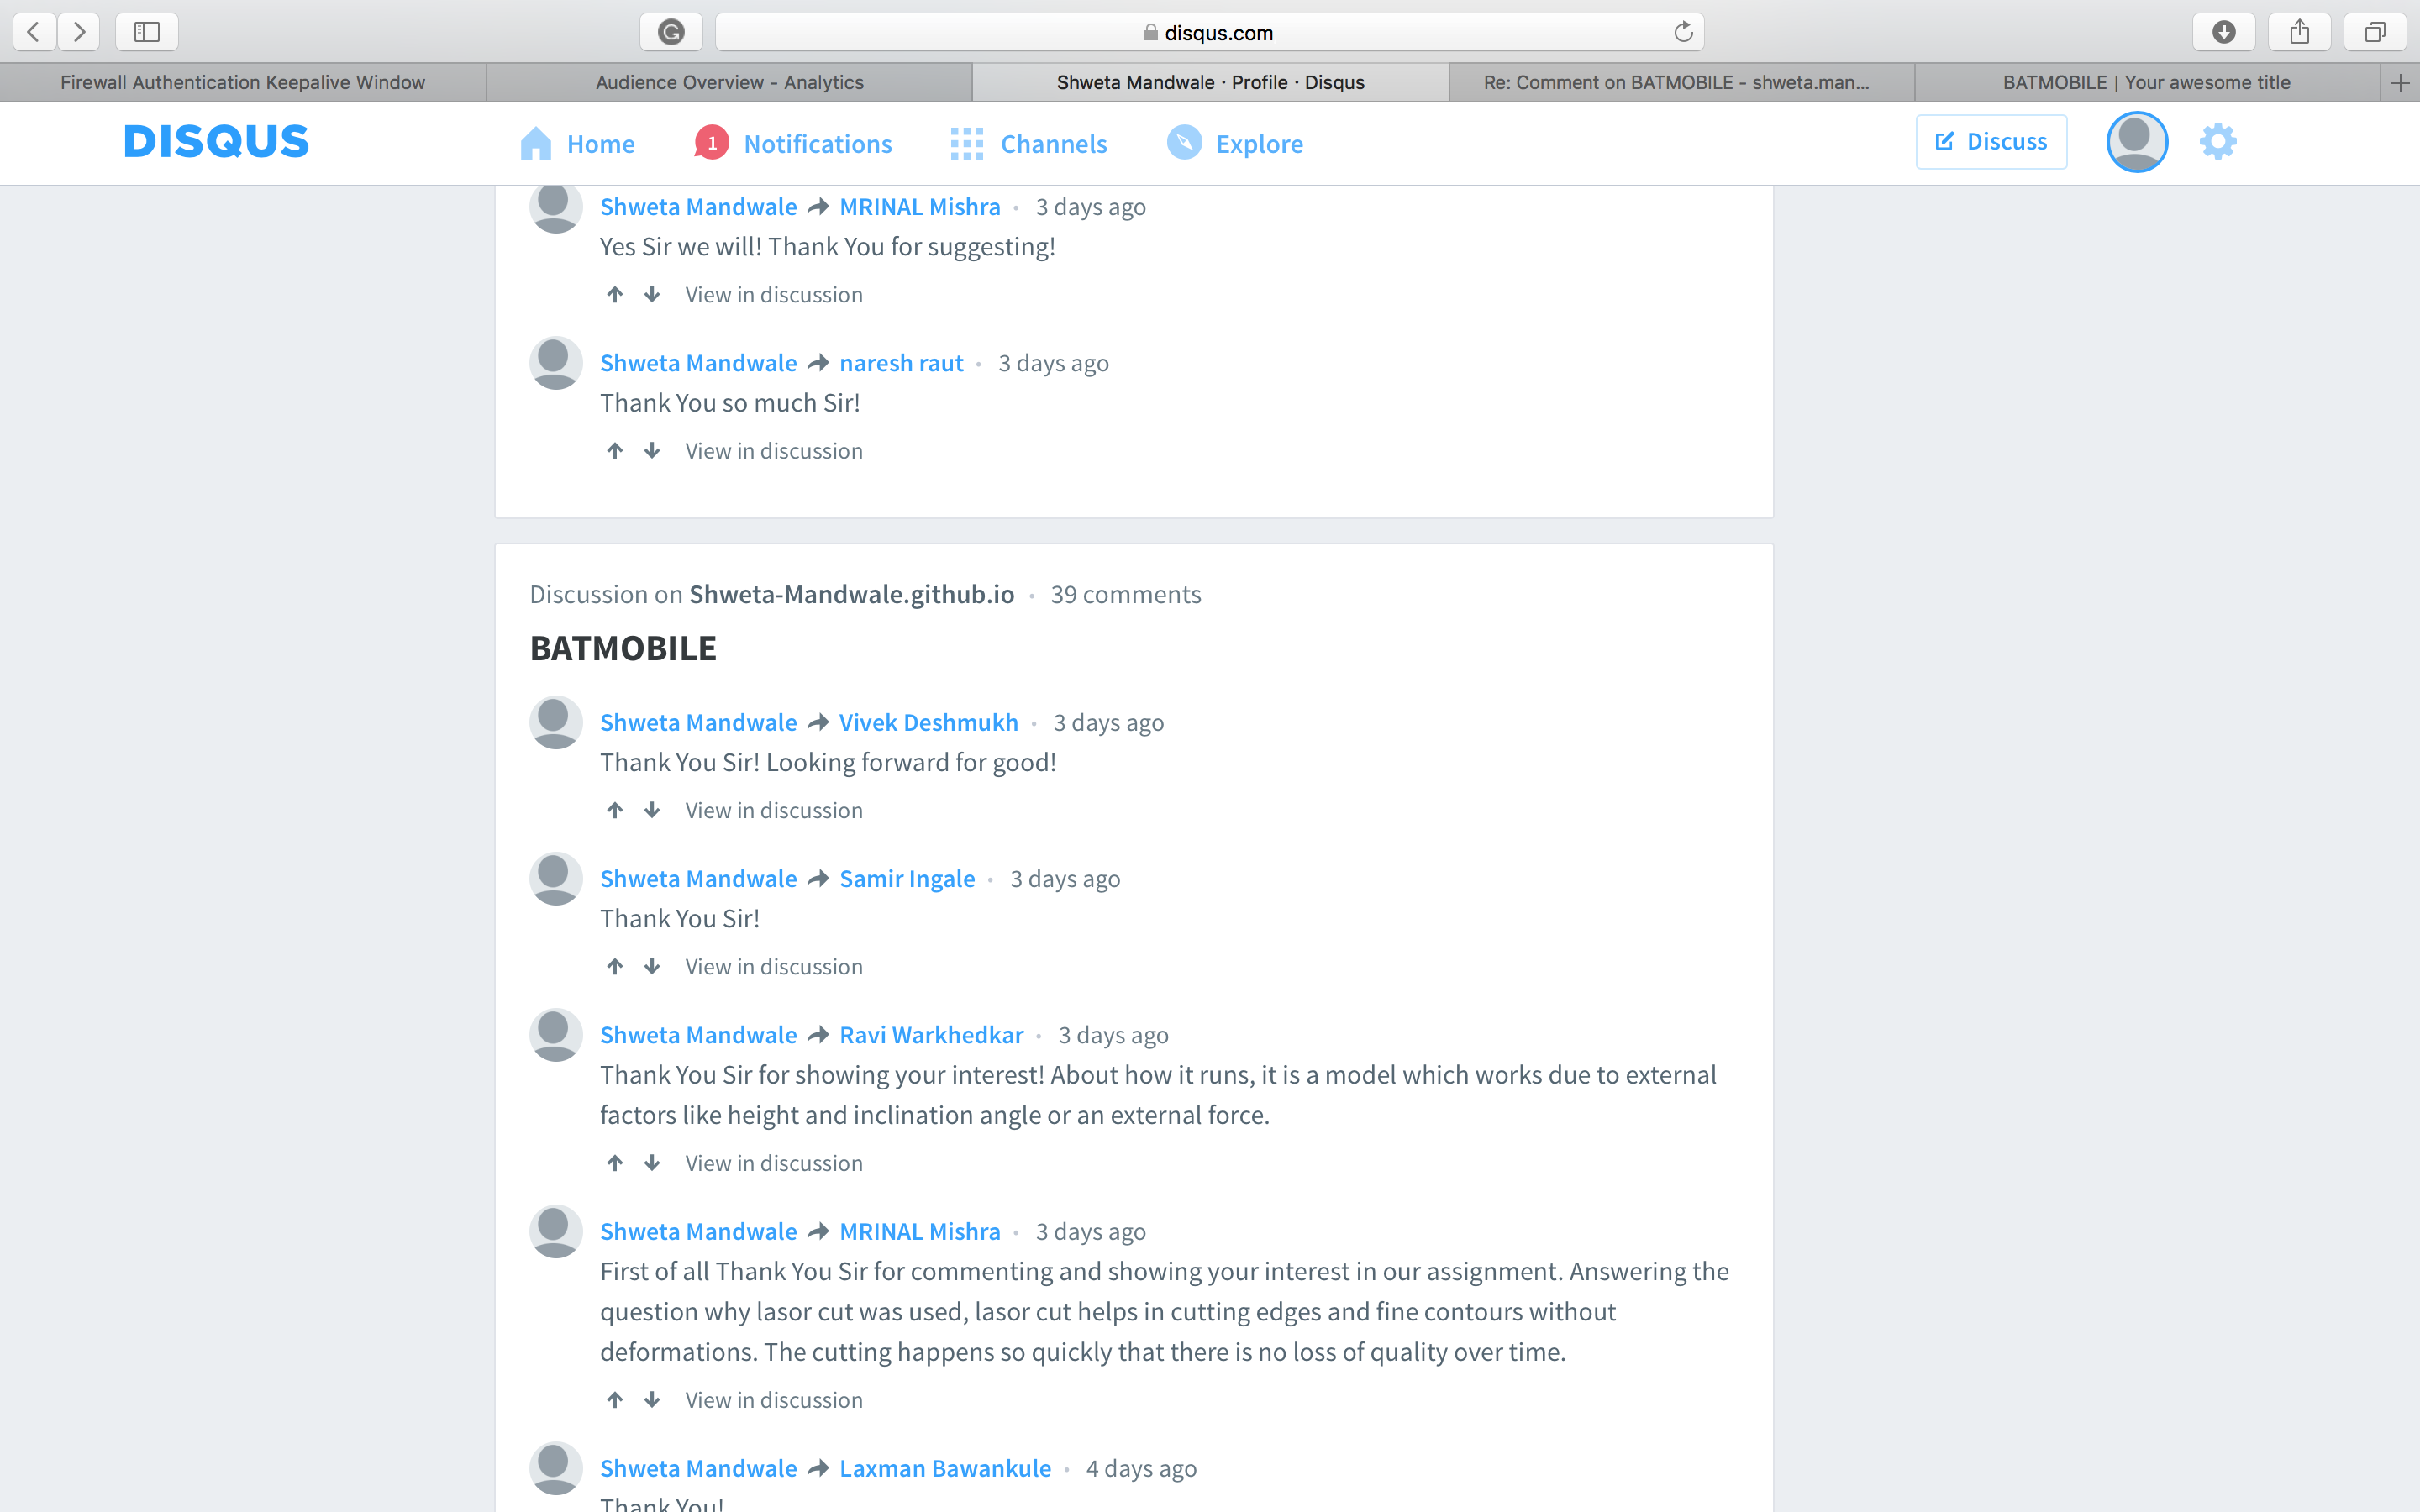 disqus.com
Firewall Authentication Keepalive Window
Audience Overview - Analytics
Shweta Mandwale · Profile · Disqus
Re: Comment on BATMOBILE - shweta.man...
BATMOBILE | Your awesome title
DISQUS
Home
1 Notifications
Channels
Explore
Discuss
Shweta Mandwale MRINAL Mishra • 3 days ago
Yes Sir we will! Thank You for suggesting!
View in discussion
Shweta Mandwale naresh raut • 3 days ago
Thank You so much Sir!
View in discussion
Discussion on Shweta-Mandwale.github.io • 39 comments
BATMOBILE
Shweta Mandwale Vivek Deshmukh • 3 days ago
Thank You Sir! Looking forward for good!
View in discussion
Shweta Mandwale Samir Ingale • 3 days ago
Thank You Sir!
View in discussion
Shweta Mandwale Ravi Warkhedkar • 3 days ago
Thank You Sir for showing your interest! About how it runs, it is a model which works due to external
factors like height and inclination angle or an external force.
View in discussion
Shweta Mandwale MRINAL Mishra • 3 days ago
First of all Thank You Sir for commenting and showing your interest in our assignment. Answering the
question why lasor cut was used, lasor cut helps in cutting edges and fine contours without
deformations. The cutting happens so quickly that there is no loss of quality over time.
View in discussion
Shweta Mandwale Laxman Bawankule • 4 days ago
Thank You!